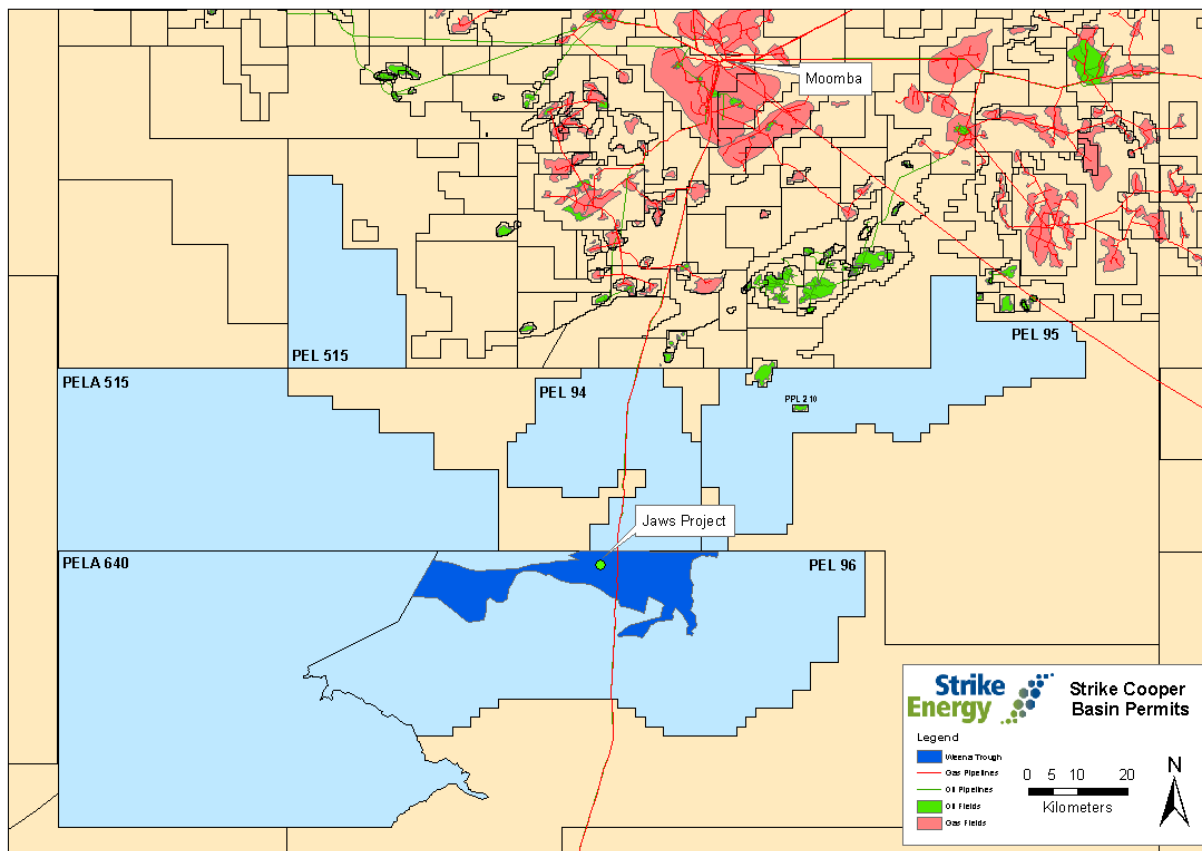 Moomba
PEL 515
PEL 95
PELA 515
PEL 94
PPL 210
Jaws Project
PELA 640
PEL 96
Strike
Energy
Strike Cooper
Basin Permits
Legend
Weena Trough
Gas Pipelines
Oil Pipelines
Oil Fields
Gas Fields
0 5 10 20
Kilometers
N